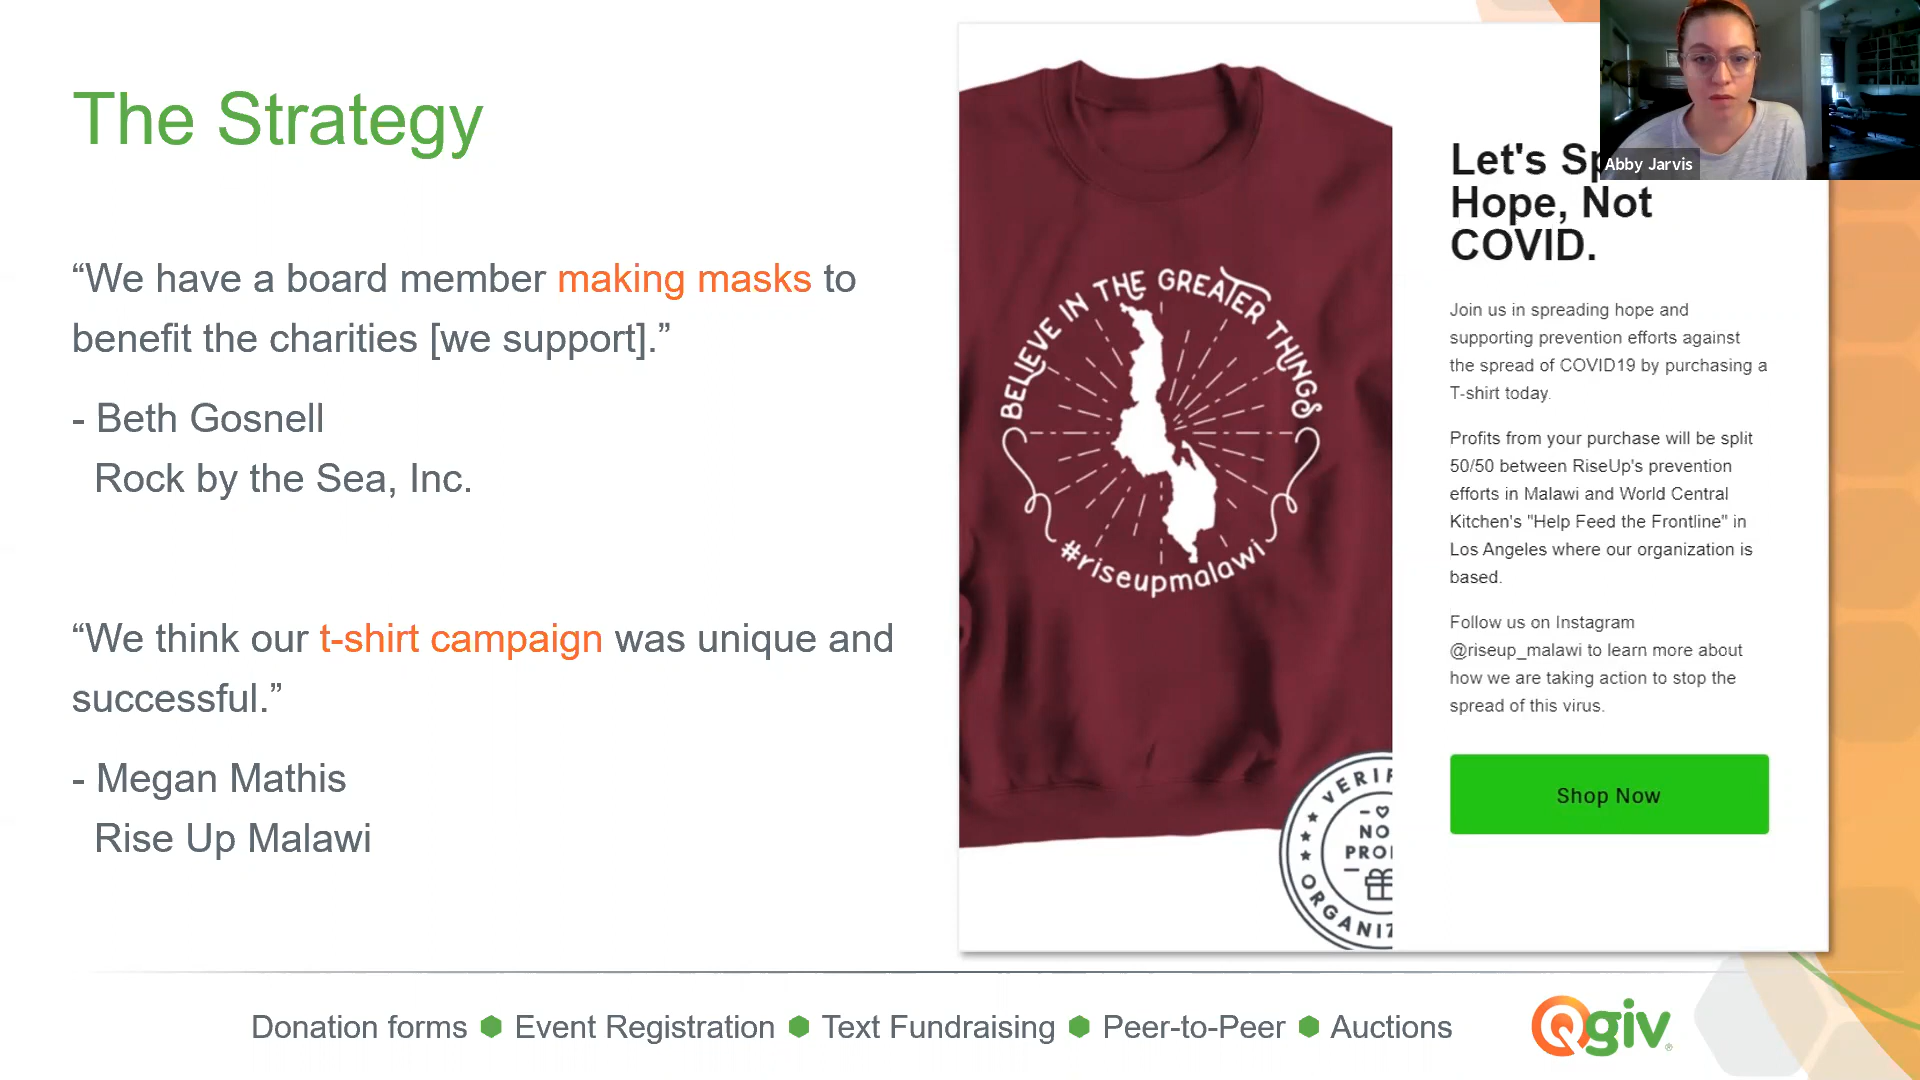 The Strategy
“We have a board member making masks to
benefit the charities [we support].”
- Beth Gosnell
Rock by the Sea, Inc.
“We think our t-shirt campaign was unique and
successful.”
- Megan Mathis
Rise Up Malawi
BELIEVE IN THE GREATER THINGS
#riseupmalawi
VERIF
NO
PROF
ORGANIZ
Let's Sp
Hope, Not
COVID.
Join us in spreading hope and
supporting prevention efforts against
the spread of COVID19 by purchasing a
T-shirt today.
Profits from your purchase will be split
50/50 between RiseUp's prevention
efforts in Malawi and World Central
Kitchen's "Help Feed the Frontline" in
Los Angeles where our organization is
based.
Follow us on Instagram
@riseup_malawi to learn more about
how we are taking action to stop the
spread of this virus.
Shop Now
Abby Jarvis
Donation forms Event Registration Text Fundraising Peer-to-Peer Auctions
Qgiv